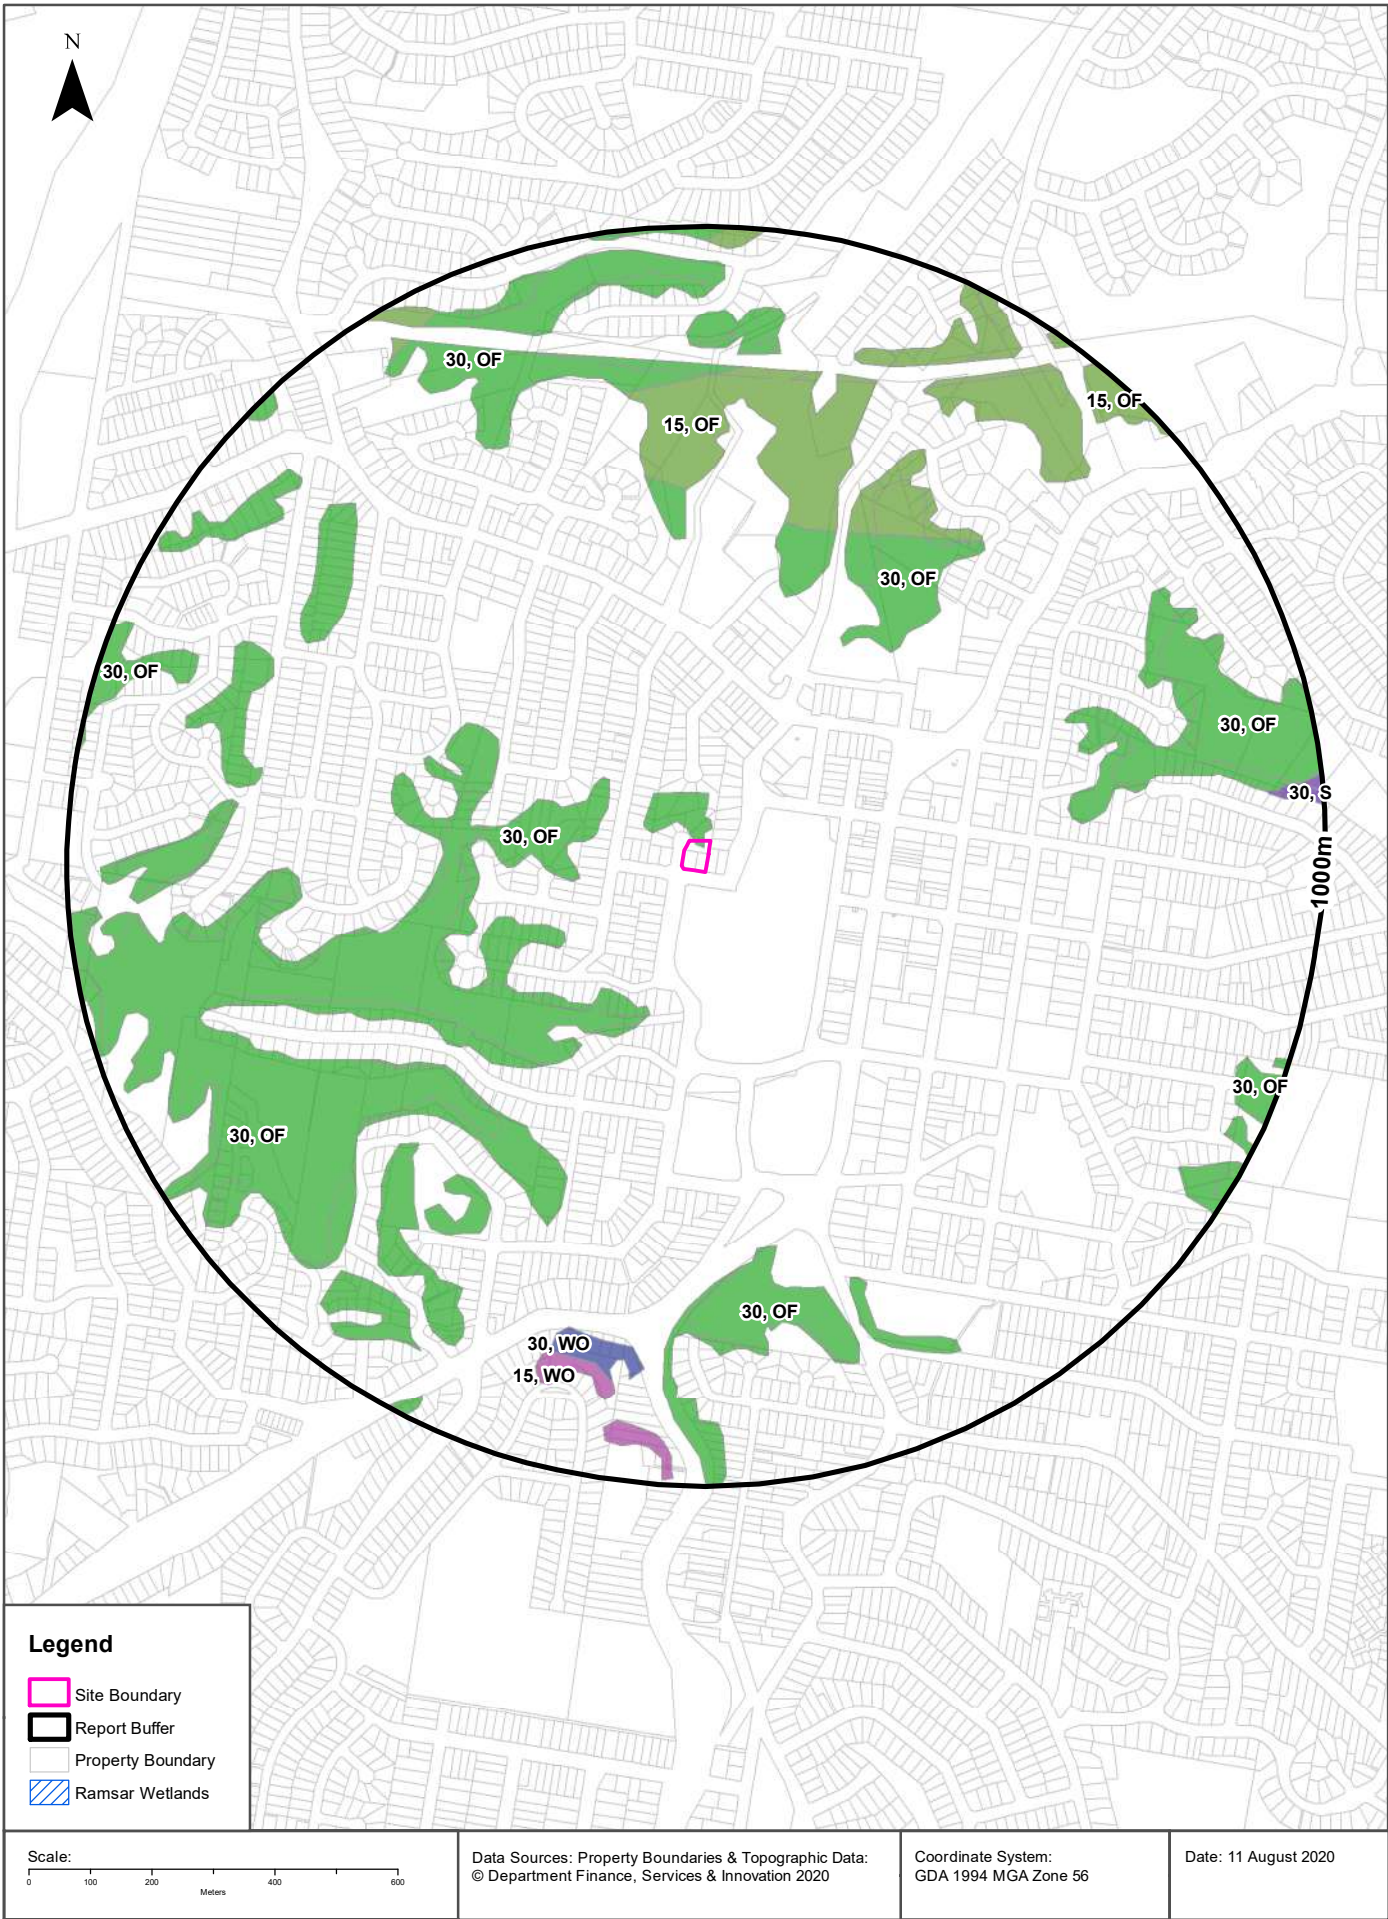 N
30, OF
15, OF
15, OF
30, OF
30, OF
30, OF
30, S
30, OF
1000m
30, OF
30, OF
30, OF
30, WO
15, WO
Legend
Site Boundary
Report Buffer
Property Boundary
Ramsar Wetlands
Scale:
0 100 200 400 600
Meters
Data Sources: Property Boundaries & Topographic Data:
© Department Finance, Services & Innovation 2020
Coordinate System:
GDA 1994 MGA Zone 56
Date: 11 August 2020